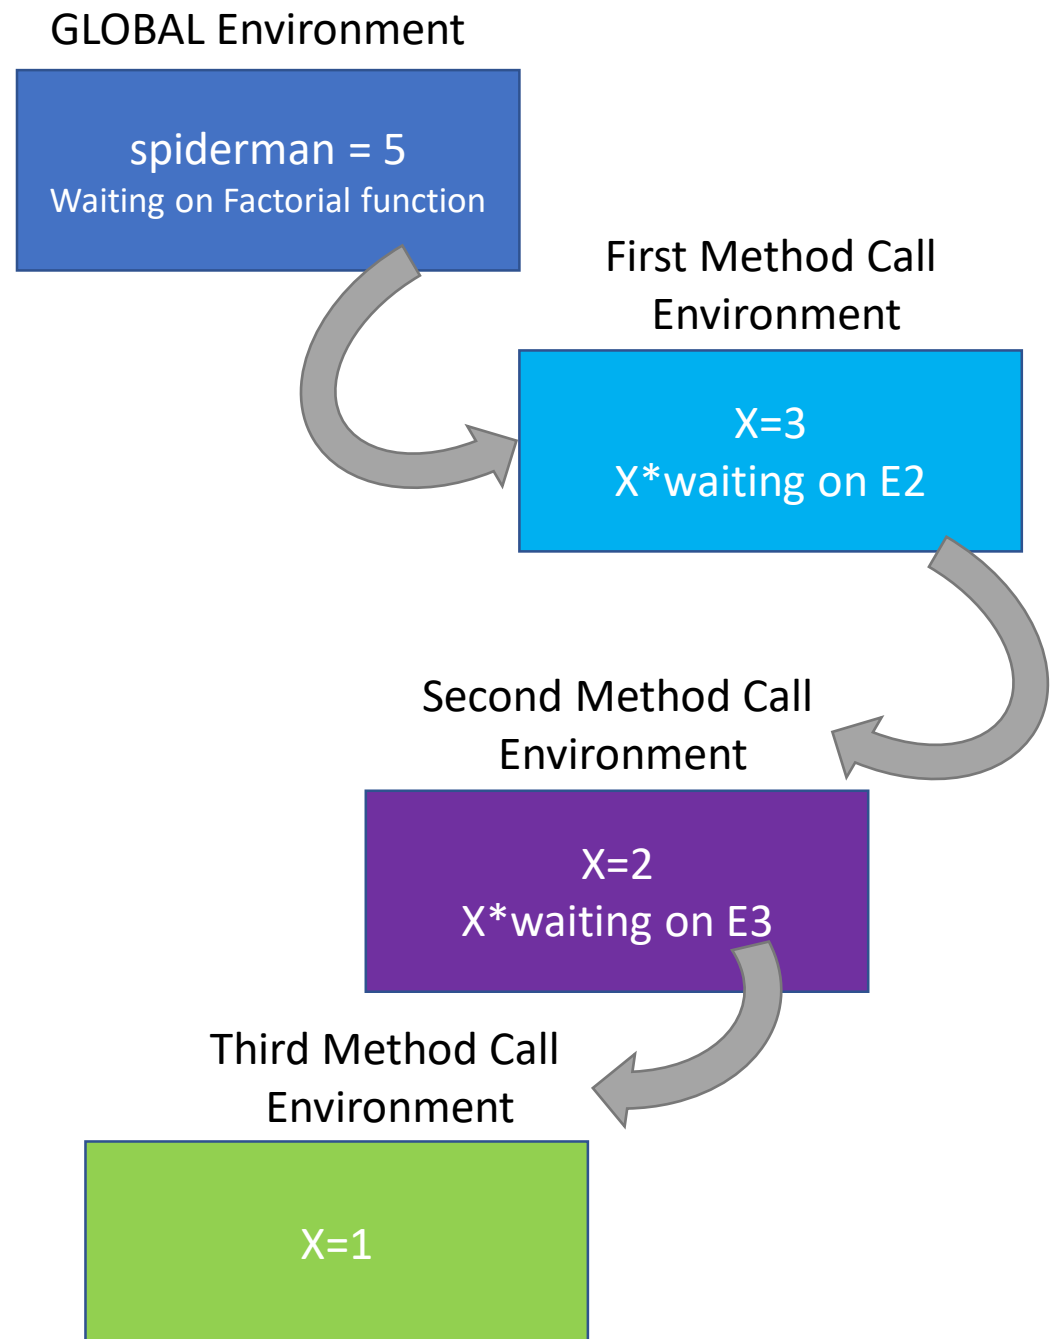 GLOBAL Environment
spiderman = 5
Waiting on Factorial function
First Method Call
Environment
X=3
X*waiting on E2
Second Method Call
Environment
X=2
X*waiting on E3
Third Method Call
Environment
X=1